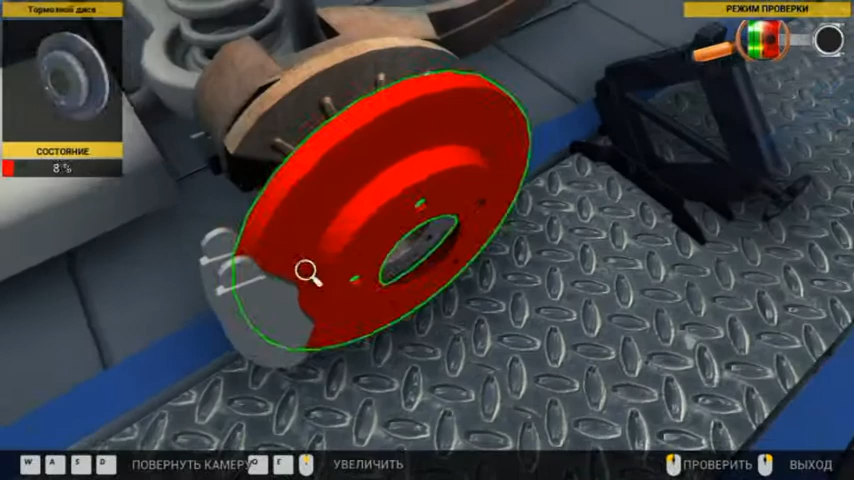 Тормозной диск
РЕЖИМ ПРОВЕРКИ
СОСТОЯНИЕ
8 %
W A S D ПОВЕРНУТЬ КАМЕРУ Q E УВЕЛИЧИТЬ ПРОВЕРИТЬ ВЫХОД